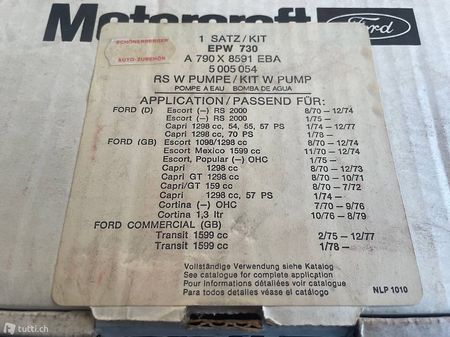 Motorcraft Ford
SCHÖNENBERGER
AUTO-ZUBEHÖR
1 SATZ/KIT
EPW 730
A 790 X 8591 EBA
5 005 054
RS W PUMPE/KIT W PUMP
POMPE A EAU BOMBA DE AGUA
APPLICATION/PASSEND FÜR:
FORD (D) Escort (–) RS 2000 8/70 – 12/74
Escort (–) RS 2000 1/75 –
Capri 1298 cc, 54, 55, 57 PS 1/74 – 12/77
Capri 1298 cc, 70 PS 1/78 –
FORD (GB) Escort 1098/1298 cc 8/70 – 12/74
Escort Mexico 1599 cc 11/70 – 12/74
Escort, Popular (–) OHC 1/75 –
Capri 1298 cc 8/70 – 12/73
Capri GT 1298 cc 8/70 – 10/71
Capri/GT 159 cc 8/70 – 7/72
Capri 1298 cc, 57 PS 1/74 –
Cortina (–) OHC 7/70 – 9/76
Cortina 1,3 ltr 10/76 – 8/79
FORD COMMERCIAL (GB)
Transit 1599 cc 2/75 – 12/77
Transit 1599 cc 1/78 –
Vollständige Verwendung siehe Katalog
See catalogue for complete application
Pour informations détaillées voir catalogue
Para todos detalles véase el catálogo
NLP 1010
tutti.ch